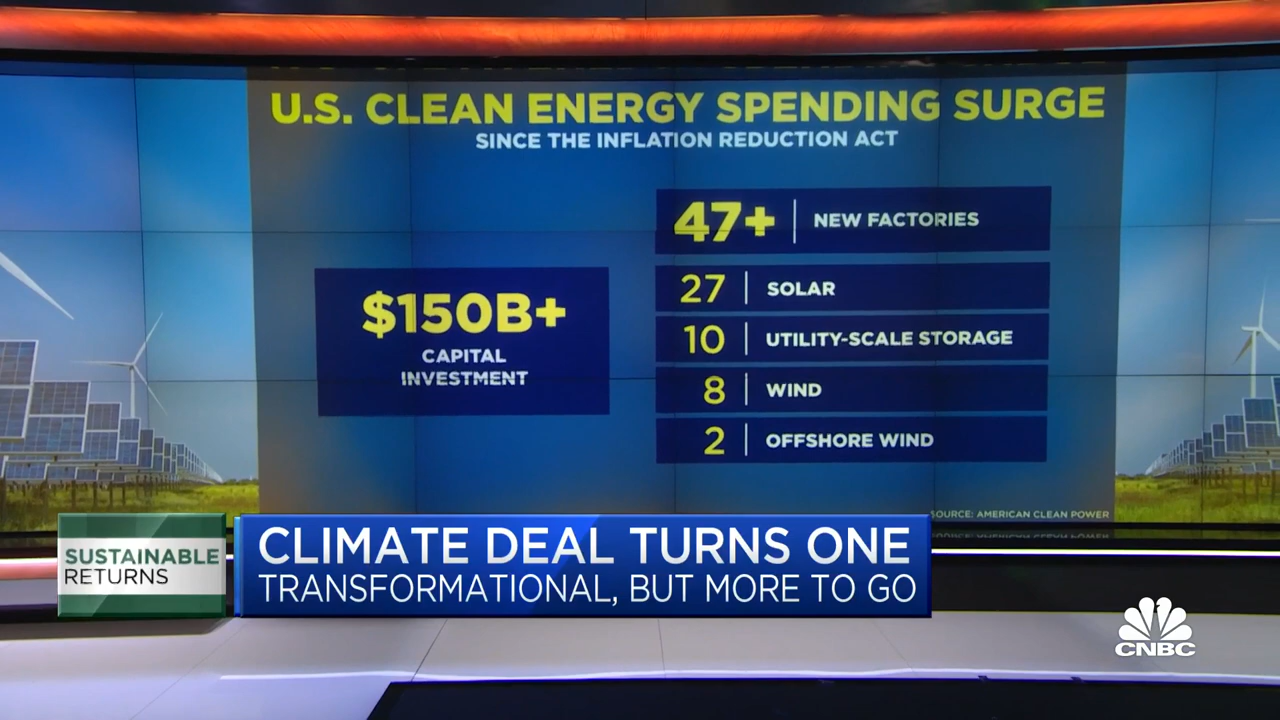 U.S. CLEAN ENERGY SPENDING SURGE
SINCE THE INFLATION REDUCTION ACT
$150B+
CAPITAL
INVESTMENT
47+ NEW FACTORIES
27 SOLAR
10 UTILITY-SCALE STORAGE
8 WIND
2 OFFSHORE WIND
SOURCE: AMERICAN CLEAN POWER
SUSTAINABLE
RETURNS
CLIMATE DEAL TURNS ONE
TRANSFORMATIONAL, BUT MORE TO GO
CNBC